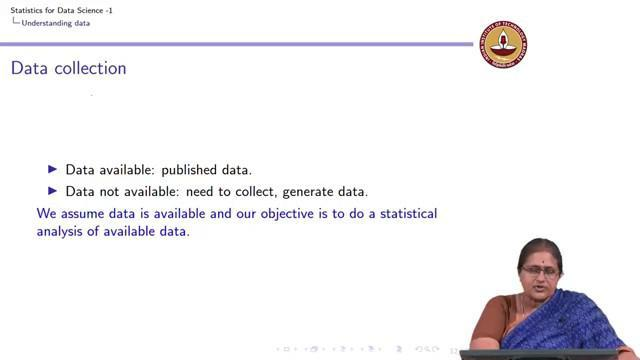 Statistics for Data Science -1
Understanding data
Data collection
Data available: published data.
Data not available: need to collect, generate data.
We assume data is available and our objective is to do a statistical
analysis of available data.